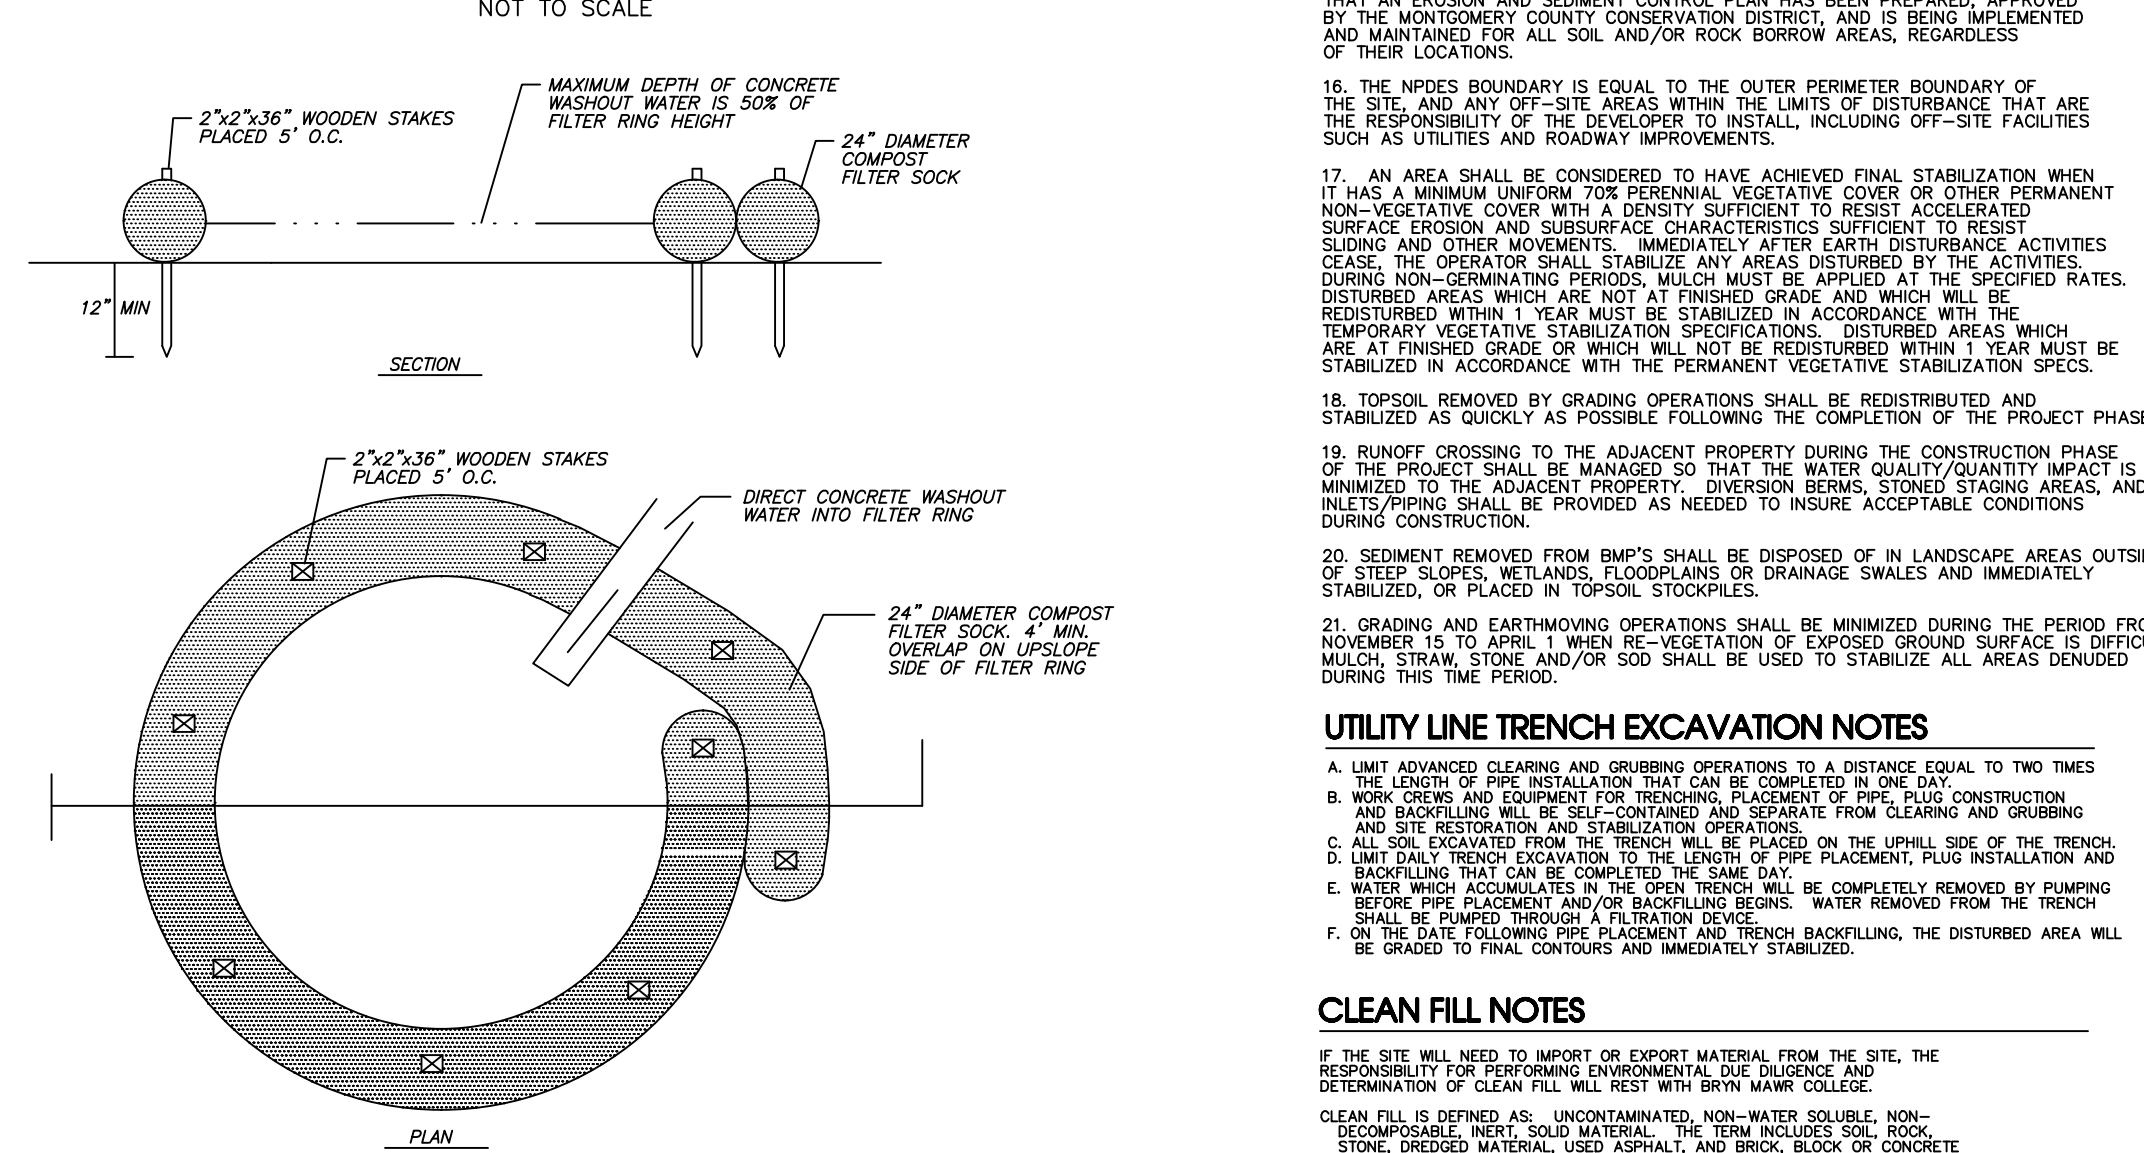 NOT TO SCALE
MAXIMUM DEPTH OF CONCRETE
WASHOUT WATER IS 50% OF
FILTER RING HEIGHT
2"x2"x36" WOODEN STAKES
PLACED 5' O.C.
24" DIAMETER
COMPOST
FILTER SOCK
12" MIN
SECTION
2"x2"x36" WOODEN STAKES
PLACED 5' O.C.
DIRECT CONCRETE WASHOUT
WATER INTO FILTER RING
24" DIAMETER COMPOST
FILTER SOCK. 4' MIN.
OVERLAP ON UPSLOPE
SIDE OF FILTER RING
PLAN
THAT AN EROSION AND SEDIMENT CONTROL PLAN HAS BEEN PREPARED, APPROVED
BY THE MONTGOMERY COUNTY CONSERVATION DISTRICT, AND IS BEING IMPLEMENTED
AND MAINTAINED FOR ALL SOIL AND/OR ROCK BORROW AREAS, REGARDLESS
OF THEIR LOCATIONS.
16. THE NPDES BOUNDARY IS EQUAL TO THE OUTER PERIMETER BOUNDARY OF
THE SITE, AND ANY OFF-SITE AREAS WITHIN THE LIMITS OF DISTURBANCE THAT ARE
THE RESPONSIBILITY OF THE DEVELOPER TO INSTALL, INCLUDING OFF-SITE FACILITIES
SUCH AS UTILITIES AND ROADWAY IMPROVEMENTS.
17. AN AREA SHALL BE CONSIDERED TO HAVE ACHIEVED FINAL STABILIZATION WHEN
IT HAS A MINIMUM UNIFORM 70% PERENNIAL VEGETATIVE COVER OR OTHER PERMANENT
NON-VEGETATIVE COVER WITH A DENSITY SUFFICIENT TO RESIST ACCELERATED
SURFACE EROSION AND SUBSURFACE CHARACTERISTICS SUFFICIENT TO RESIST
SLIDING AND OTHER MOVEMENTS. IMMEDIATELY AFTER EARTH DISTURBANCE ACTIVITIES
CEASE, THE OPERATOR SHALL STABILIZE ANY AREAS DISTURBED BY THE ACTIVITIES.
DURING NON-GERMINATING PERIODS, MULCH MUST BE APPLIED AT THE SPECIFIED RATES.
DISTURBED AREAS WHICH ARE NOT AT FINISHED GRADE AND WHICH WILL BE
REDISTURBED WITHIN 1 YEAR MUST BE STABILIZED IN ACCORDANCE WITH THE
TEMPORARY VEGETATIVE STABILIZATION SPECIFICATIONS. DISTURBED AREAS WHICH
ARE AT FINISHED GRADE OR WHICH WILL NOT BE REDISTURBED WITHIN 1 YEAR MUST BE
STABILIZED IN ACCORDANCE WITH THE PERMANENT VEGETATIVE STABILIZATION SPECS.
18. TOPSOIL REMOVED BY GRADING OPERATIONS SHALL BE REDISTRIBUTED AND
STABILIZED AS QUICKLY AS POSSIBLE FOLLOWING THE COMPLETION OF THE PROJECT PHASE
19. RUNOFF CROSSING TO THE ADJACENT PROPERTY DURING THE CONSTRUCTION PHASE
OF THE PROJECT SHALL BE MANAGED SO THAT THE WATER QUALITY/QUANTITY IMPACT IS
MINIMIZED TO THE ADJACENT PROPERTY. DIVERSION BERMS, STONED STAGING AREAS, AND
INLETS/PIPING SHALL BE PROVIDED AS NEEDED TO INSURE ACCEPTABLE CONDITIONS
DURING CONSTRUCTION.
20. SEDIMENT REMOVED FROM BMP'S SHALL BE DISPOSED OF IN LANDSCAPE AREAS
OF STEEP SLOPES, WETLANDS, FLOODPLAINS OR DRAINAGE SWALES AND IMMEDIATELY
STABILIZED, OR PLACED IN TOPSOIL STOCKPILES.
21. GRADING AND EARTHMOVING OPERATIONS SHALL BE MINIMIZED DURING THE PERIOD
NOVEMBER 15 TO APRIL 1 WHEN RE-VEGETATION OF EXPOSED GROUND SURFACE IS
MULCH, STRAW, STONE AND/OR SOD SHALL BE USED TO STABILIZE ALL AREAS DENUDED
DURING THIS TIME PERIOD.
UTILITY LINE TRENCH EXCAVATION NOTES
A. LIMIT ADVANCED CLEARING AND GRUBBING OPERATIONS TO A DISTANCE EQUAL TO TWO TIMES
THE LENGTH OF PIPE INSTALLATION THAT CAN BE COMPLETED IN ONE DAY.
B. WORK CREWS AND EQUIPMENT FOR TRENCHING, PLACEMENT OF PIPE, PLUG CONSTRUCTION
AND BACKFILLING WILL BE SELF-CONTAINED AND SEPARATE FROM CLEARING AND GRUBBING
AND SITE RESTORATION AND STABILIZATION OPERATIONS.
C. ALL SOIL EXCAVATED FROM THE TRENCH WILL BE PLACED ON THE UPHILL SIDE OF THE TRENCH.
D. LIMIT DAILY TRENCH EXCAVATION TO THE LENGTH OF PIPE PLACEMENT, PLUG INSTALLATION AND
BACKFILLING THAT CAN BE COMPLETED THE SAME DAY.
E. WATER WHICH ACCUMULATES IN THE OPEN TRENCH WILL BE COMPLETELY REMOVED BY PUMPING
BEFORE PIPE PLACEMENT AND/OR BACKFILLING BEGINS. WATER REMOVED FROM THE TRENCH
SHALL BE PUMPED THROUGH A FILTRATION DEVICE.
F. ON THE DATE FOLLOWING PIPE PLACEMENT AND TRENCH BACKFILLING, THE DISTURBED AREA WILL
BE GRADED TO FINAL CONTOURS AND IMMEDIATELY STABILIZED.
CLEAN FILL NOTES
IF THE SITE WILL NEED TO IMPORT OR EXPORT MATERIAL FROM THE SITE, THE
RESPONSIBILITY FOR PERFORMING ENVIRONMENTAL DUE DILIGENCE AND
DETERMINATION OF CLEAN FILL WILL REST WITH BRYN MAWR COLLEGE.
CLEAN FILL IS DEFINED AS: UNCONTAMINATED, NON-WATER SOLUBLE, NON-
DECOMPOSABLE, INERT, SOLID MATERIAL. THE TERM INCLUDES SOIL, ROCK,
STONE, DREDGED MATERIAL, USED ASPHALT, AND BRICK, BLOCK OR CONCRETE